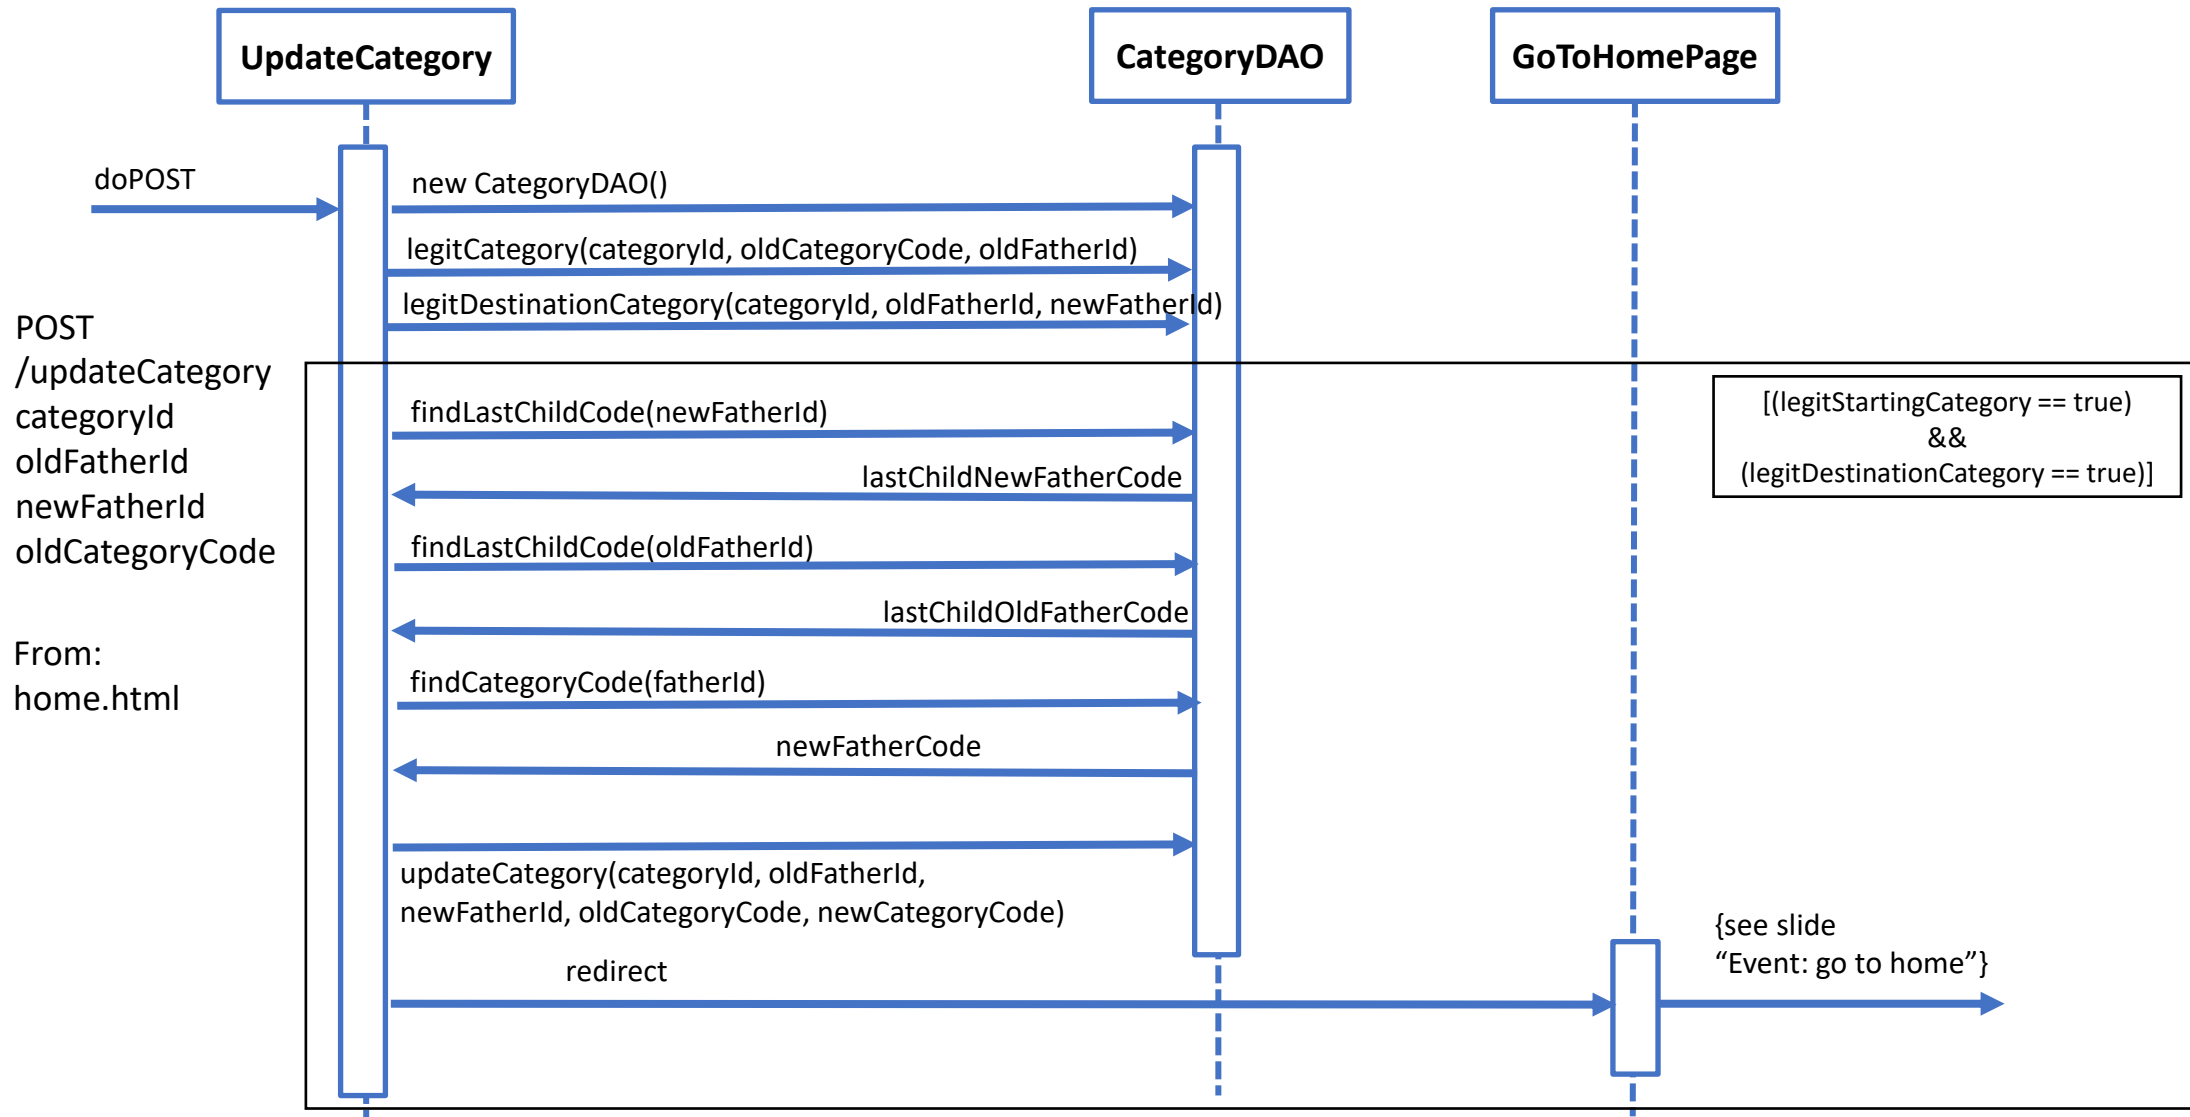 UpdateCategory
CategoryDAO
GoToHomePage
doPOST
new CategoryDAO()
legitCategory(categoryId, oldCategoryCode, oldFatherId)
legitDestinationCategory(categoryId, oldFatherId, newFatherId)
POST
/updateCategory
categoryId
oldFatherId
newFatherId
oldCategoryCode
From:
home.html
[(legitStartingCategory == true)
&&
(legitDestinationCategory == true)]
findLastChildCode(newFatherId)
lastChildNewFatherCode
findLastChildCode(oldFatherId)
lastChildOldFatherCode
findCategoryCode(fatherId)
newFatherCode
updateCategory(categoryId, oldFatherId,
newFatherId, oldCategoryCode, newCategoryCode)
redirect
{see slide
“Event: go to home”}